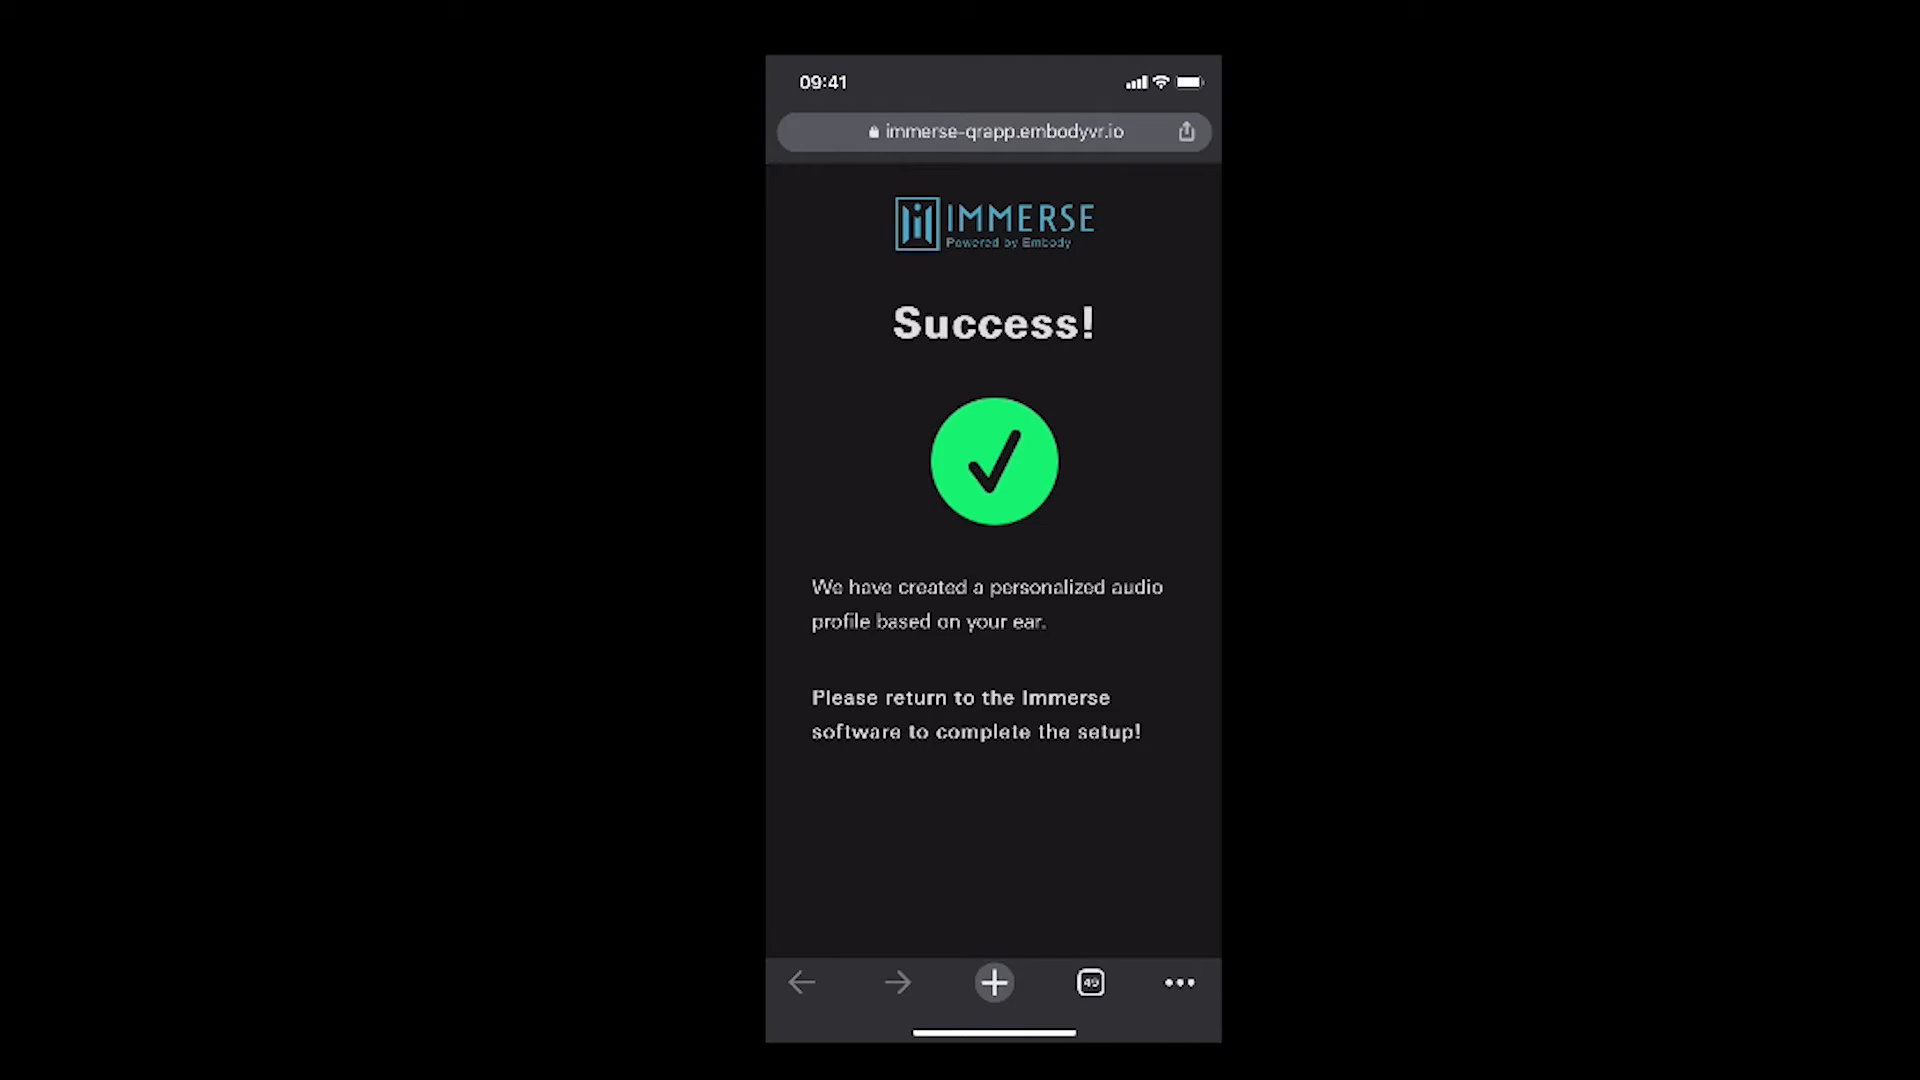 09:41
immerse-qrapp.embodyvr.io
IMMERSE
Powered by Embody
Success!
We have created a personalized audio
profile based on your ear.
Please return to the Immerse
software to complete the setup!